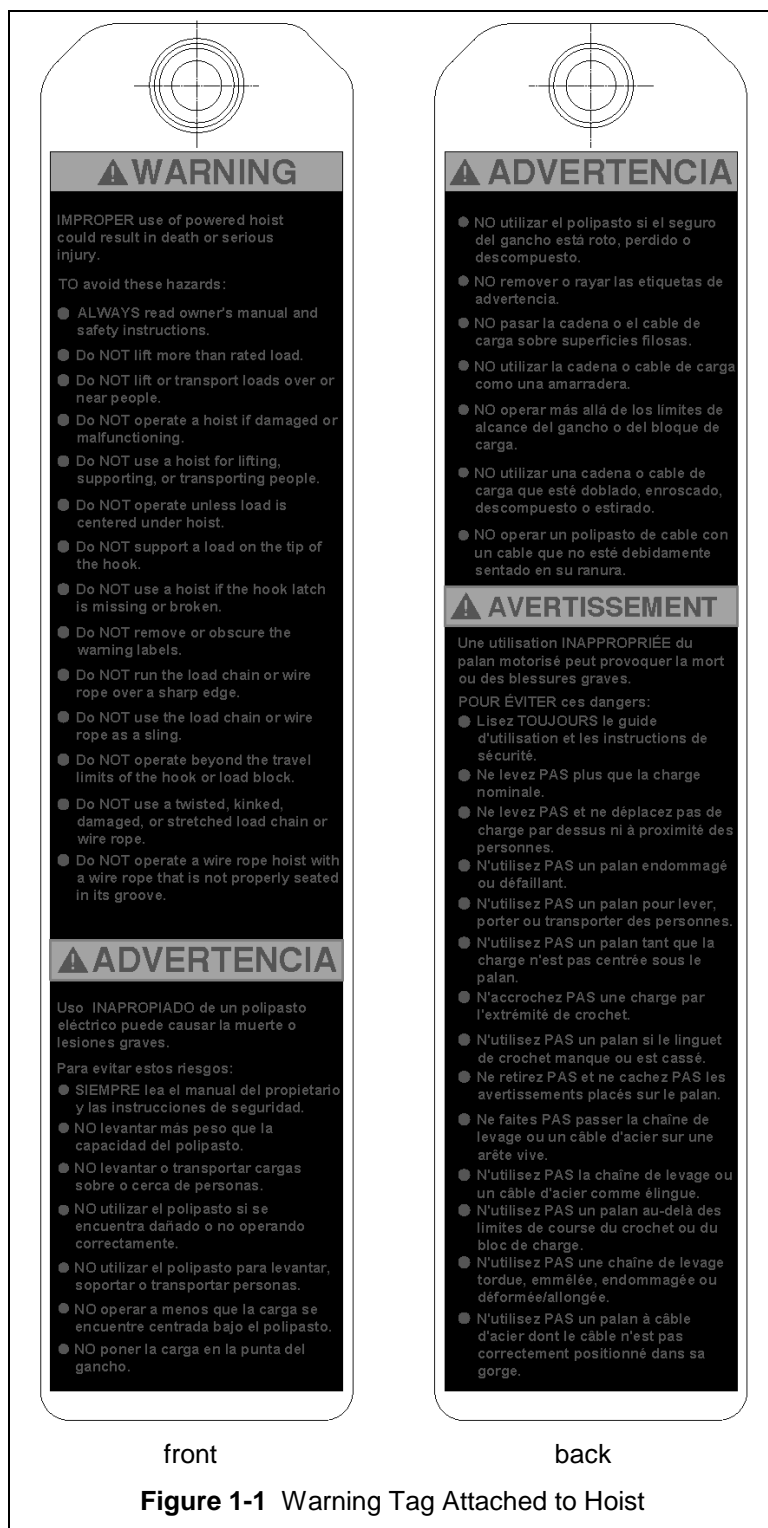 WARNING
IMPROPER use of powered hoist
could result in death or serious
injury.
TO avoid these hazards:
● ALWAYS read owner's manual and
safety instructions.
● Do NOT lift more than rated load.
● Do NOT lift or transport loads over or
near people.
● Do NOT operate a hoist if damaged or
malfunctioning.
● Do NOT use a hoist for lifting,
supporting, or transporting people.
● Do NOT operate unless load is
centered under hoist.
● Do NOT support a load on the tip of
the hook.
● Do NOT use a hoist if the hook latch
is missing or broken.
● Do NOT remove or obscure the
warning labels.
● Do NOT run the load chain or wire
rope over a sharp edge.
● Do NOT use the load chain or wire
rope as a sling.
● Do NOT operate beyond the travel
limits of the hook or load block.
● Do NOT use a twisted, kinked,
damaged, or stretched load chain or
wire rope.
● Do NOT operate a wire rope hoist with
a wire rope that is not properly seated
in its groove.
ADVERTENCIA
Uso INAPROPIADO de un polipasto
eléctrico puede causar la muerte o
lesiones graves.
Para evitar estos riesgos:
● SIEMPRE lea el manual del propietario
y las instrucciones de seguridad.
● NO levantar más peso que la
capacidad del polipasto.
● NO levantar o transportar cargas
sobre o cerca de personas.
● NO utilizar el polipasto si se
encuentra dañado o no operando
correctamente.
● NO utilizar el polipasto para levantar,
soportar o transportar personas.
● NO operar a menos que la carga se
encuentre centrada bajo el polipasto.
● NO poner la carga en la punta del
gancho.
front
ADVERTENCIA
● NO utilizar el polipasto si el seguro
del gancho está roto, perdido o
descompuesto.
● NO remover o rayar las etiquetas de
advertencia.
● NO pasar la cadena o el cable de
carga sobre superficies filosas.
● NO utilizar la cadena o cable de carga
como una amarradera.
● NO operar más allá de los límites de
alcance del gancho o del bloque de
carga.
● NO utilizar una cadena o cable de
carga que esté doblado, enroscado,
descompuesto o estirado.
● NO operar un polipasto de cable con
un cable que no esté debidamente
sentado en su ranura.
AVERTISSEMENT
Une utilisation INAPPROPRIÉE du
palan motorisé peut provoquer la mort
ou des blessures graves.
POUR ÉVITER ces dangers:
● Lisez TOUJOURS le guide
d'utilisation et les instructions de
sécurité.
● Ne levez PAS plus que la charge
nominale.
● Ne levez PAS et ne déplacez pas de
charge par dessus ni à proximité des
personnes.
● N'utilisez PAS un palan endommagé
ou défaillant.
● N'utilisez PAS un palan pour lever,
porter ou transporter des personnes.
● N'utilisez PAS un palan tant que la
charge n'est pas centrée sous le
palan.
● N'accrochez PAS une charge par
l'extrémité de crochet.
● N'utilisez PAS un palan si le linguet
de crochet manque ou est cassé.
● Ne retirez PAS et ne cachez PAS les
avertissements placés sur le palan.
● Ne faites PAS passer la chaîne de
levage ou un câble d'acier sur une
arête vive.
● N'utilisez PAS la chaîne de levage ou
un câble d'acier comme élingue.
● N'utilisez PAS un palan au-delà des
limites de course du crochet ou du
bloc de charge.
● N'utilisez PAS une chaîne de levage
tordue, emmêlée, endommagée ou
déformée/allongée.
● N'utilisez PAS un palan à câble
d'acier dont le câble n'est pas
correctement positionné dans sa
gorge.
back
Figure 1-1 Warning Tag Attached to Hoist